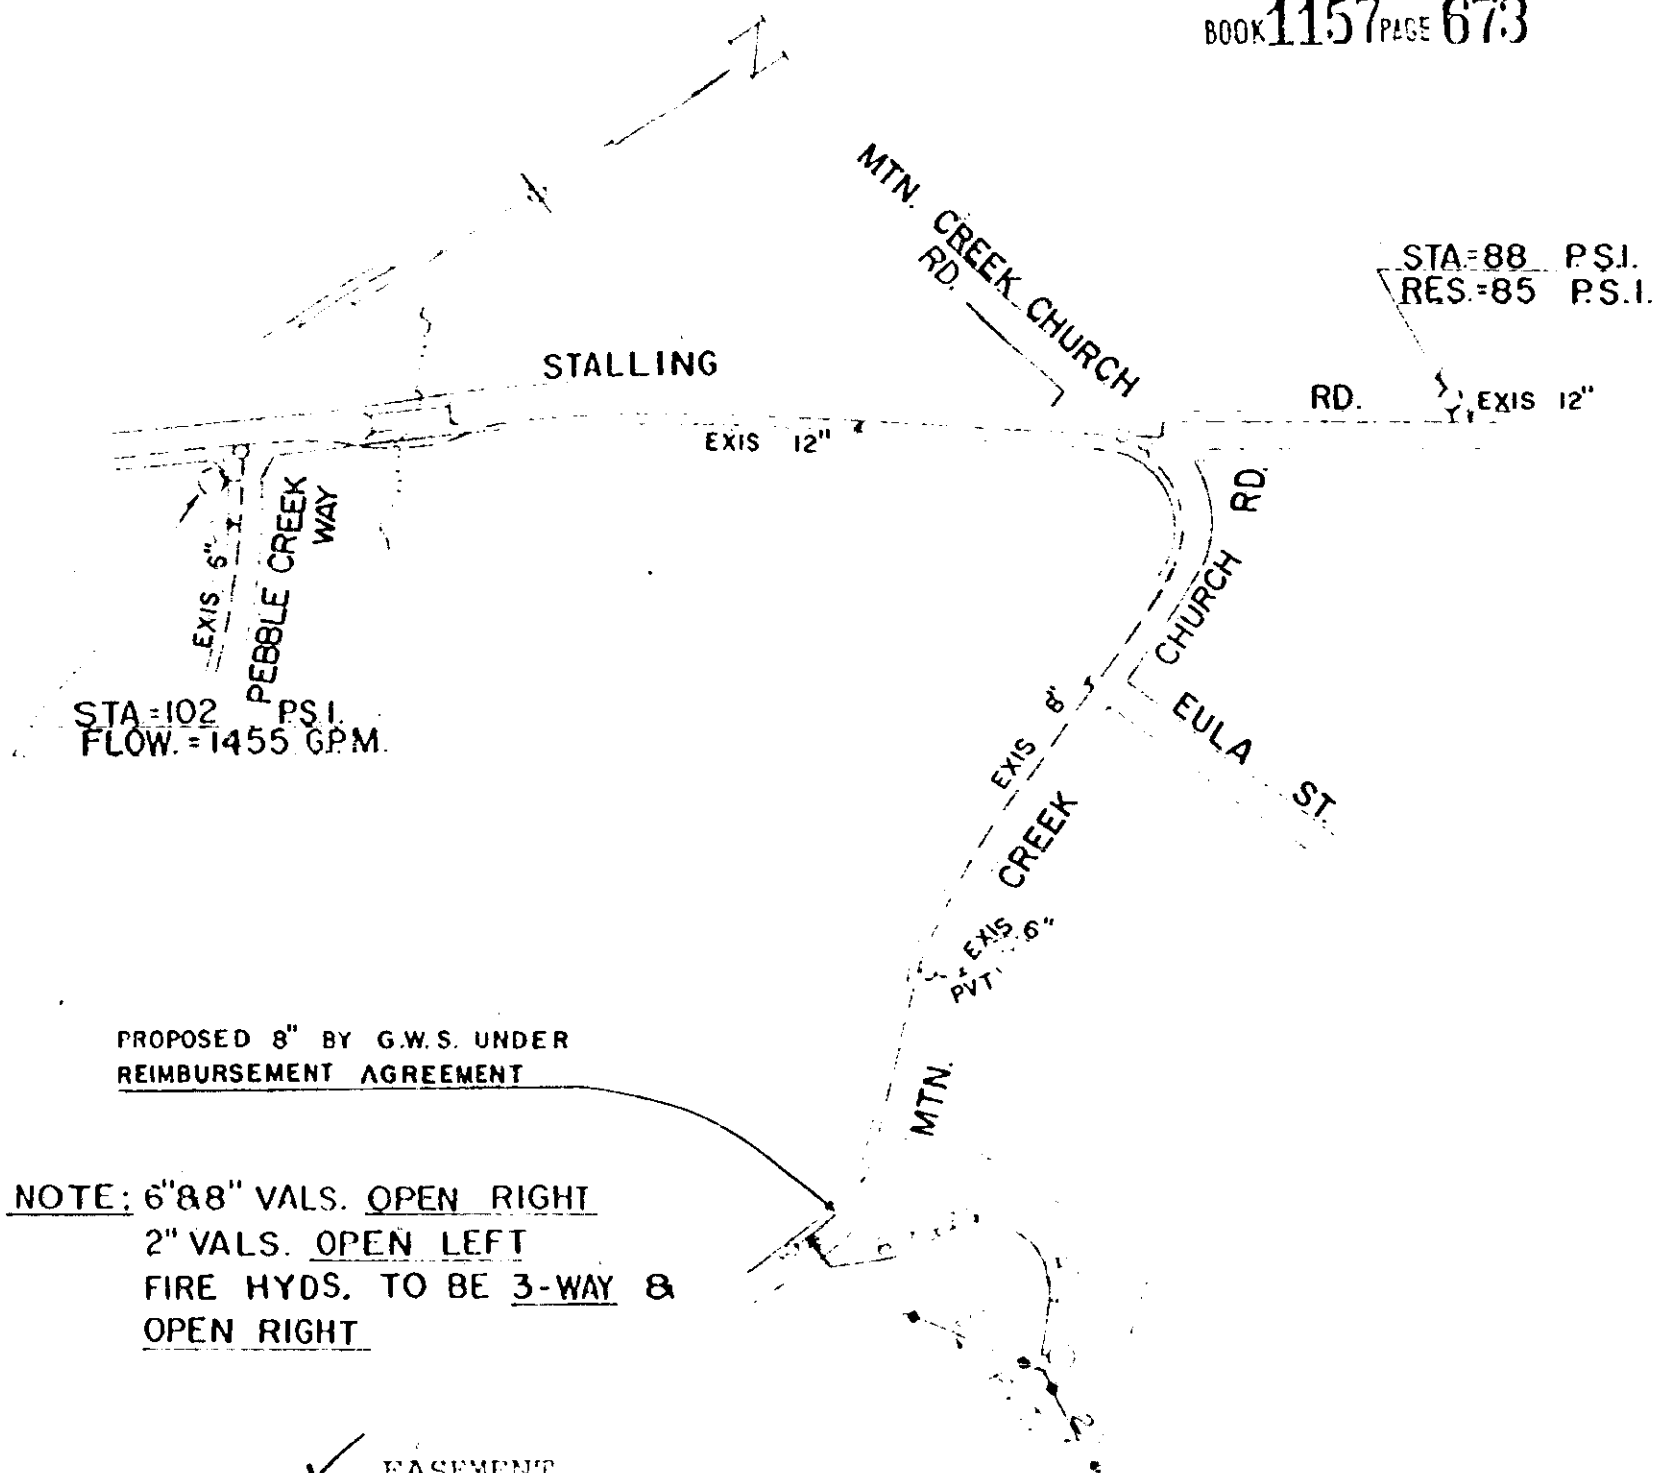 BOOK 1157 PAGE 673
N
MTN. CREEK CHURCH
RD.
STA.=88 P.S.I.
RES.=85 P.S.I.
STALLING
RD.
EXIS 12"
EXIS 12"
PEBBLE CREEK
WAY
EXIS 6"
STA.=102 P.S.I.
FLOW.=1455 G.P.M.
RD.
CHURCH
EULA ST.
EXIS 8"
CREEK
EXIS 6"
PVT
MTN.
PROPOSED 8" BY G.W.S. UNDER
REIMBURSEMENT AGREEMENT
NOTE: 6"&8" VALS. OPEN RIGHT
2" VALS. OPEN LEFT
FIRE HYDS. TO BE 3-WAY &
OPEN RIGHT
2"
EASEMENT